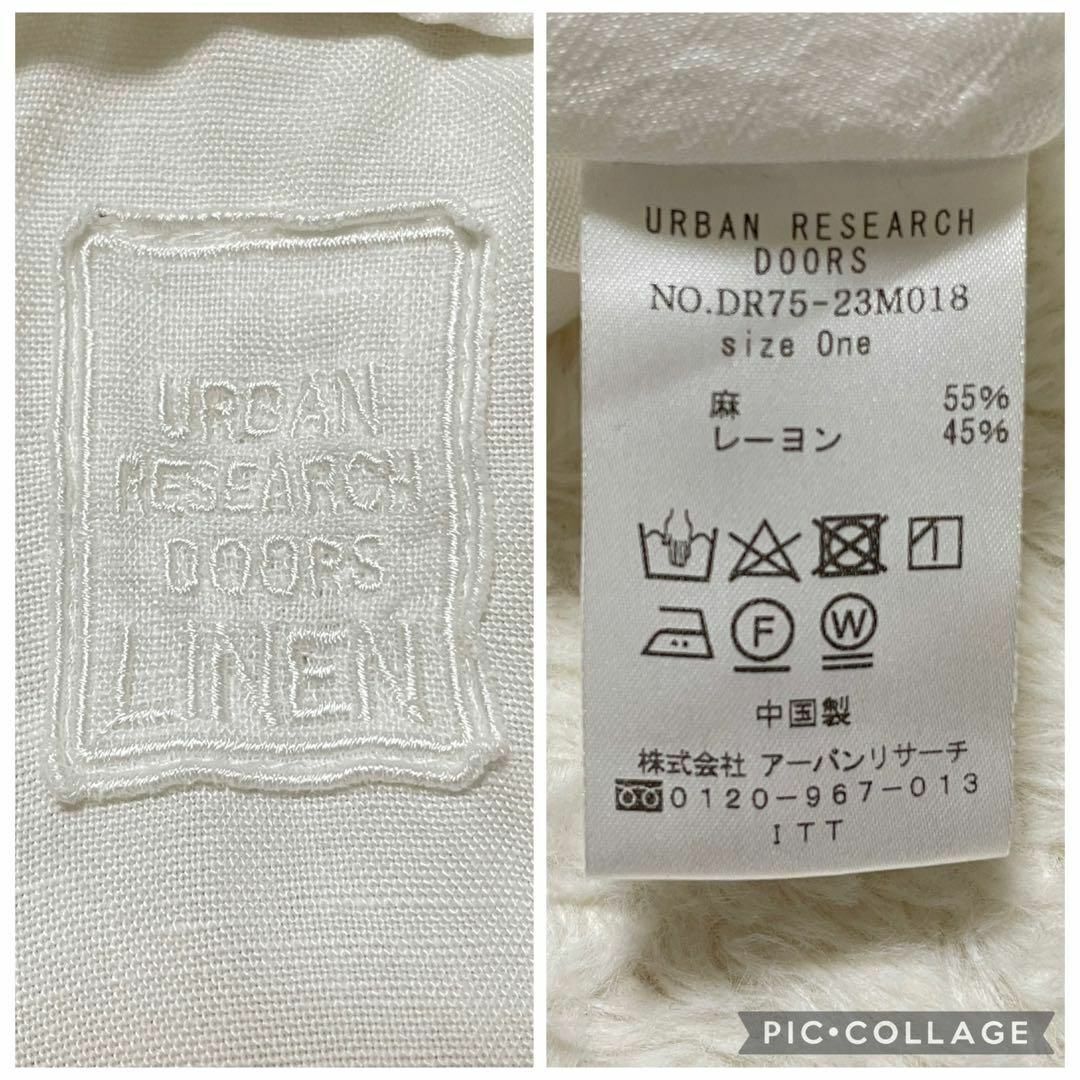 URBAN
RESEARCH
DOORS
LINEN
URBAN RESEARCH
DOORS
NO.DR75-23M018
size One
麻 55%
レーヨン 45%
F W
中国製
株式会社 アーバンリサーチ
0120-967-013
ITT
PIC•COLLAGE